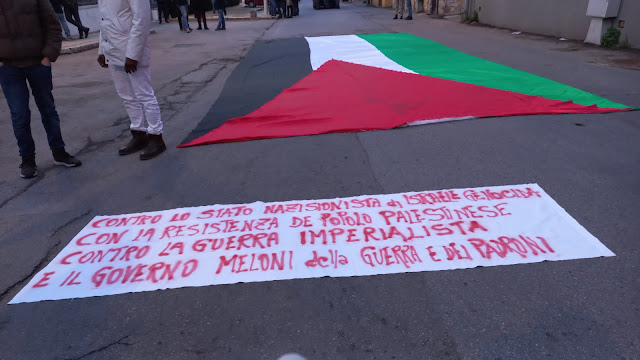 CONTRO LO STATO NAZISIONISTA di ISRAELE GENOCIDA
CON LA RESISTENZA DE POPOLO PALESTINESE
CONTRO LA GUERRA IMPERIALISTA
E IL GOVERNO MELONI della GUERRA E DEI PADRONI